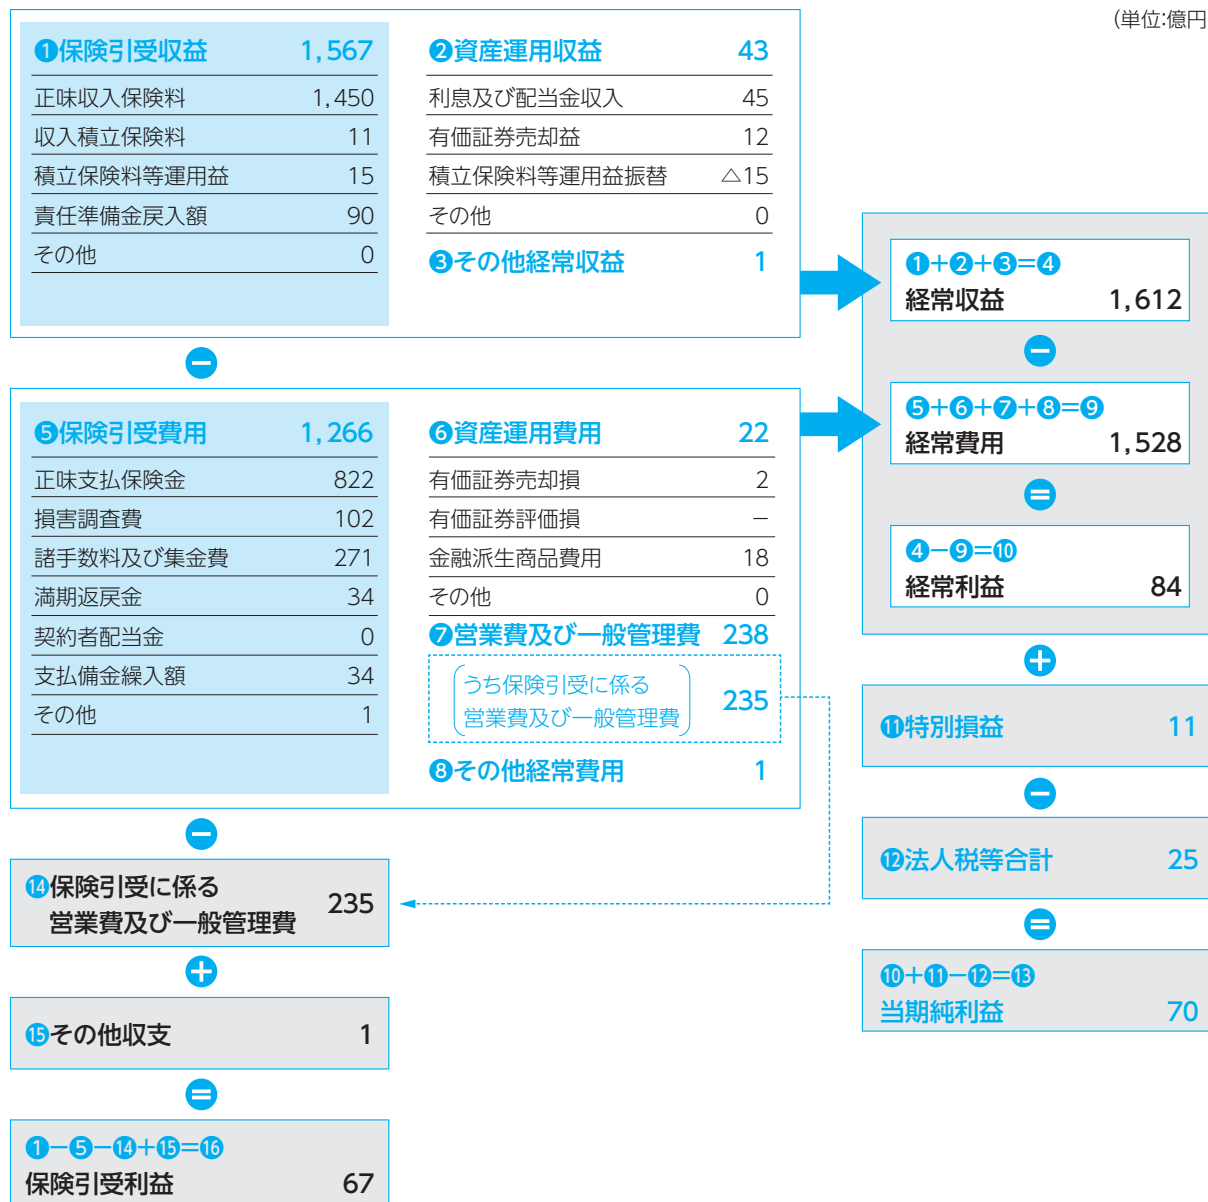 (単位:億円
❶保険引受収益 1,567
正味収入保険料 1,450
収入積立保険料 11
積立保険料等運用益 15
責任準備金戻入額 90
その他 0
❷資産運用収益 43
利息及び配当金収入 45
有価証券売却益 12
積立保険料等運用益振替 △15
その他 0
❸その他経常収益 1
❶+❷+❸=❹
経常収益 1,612
−
−
❺保険引受費用 1,266
正味支払保険金 822
損害調査費 102
諸手数料及び集金費 271
満期返戻金 34
契約者配当金 0
支払備金繰入額 34
その他 1
❻資産運用費用 22
有価証券売却損 2
有価証券評価損 −
金融派生商品費用 18
その他 0
❼営業費及び一般管理費 238
うち保険引受に係る
営業費及び一般管理費 235
❽その他経常費用 1
❺+❻+❼+❽=❾
経常費用 1,528
=
❹−❾=❿
経常利益 84
+
⓫特別損益 11
−
⓬法人税等合計 25
=
❿+⓫−⓬=⓭
当期純利益 70
−
⓮保険引受に係る
営業費及び一般管理費 235
+
⓯その他収支 1
=
❶−❺−⓮+⓯=⓰
保険引受利益 67